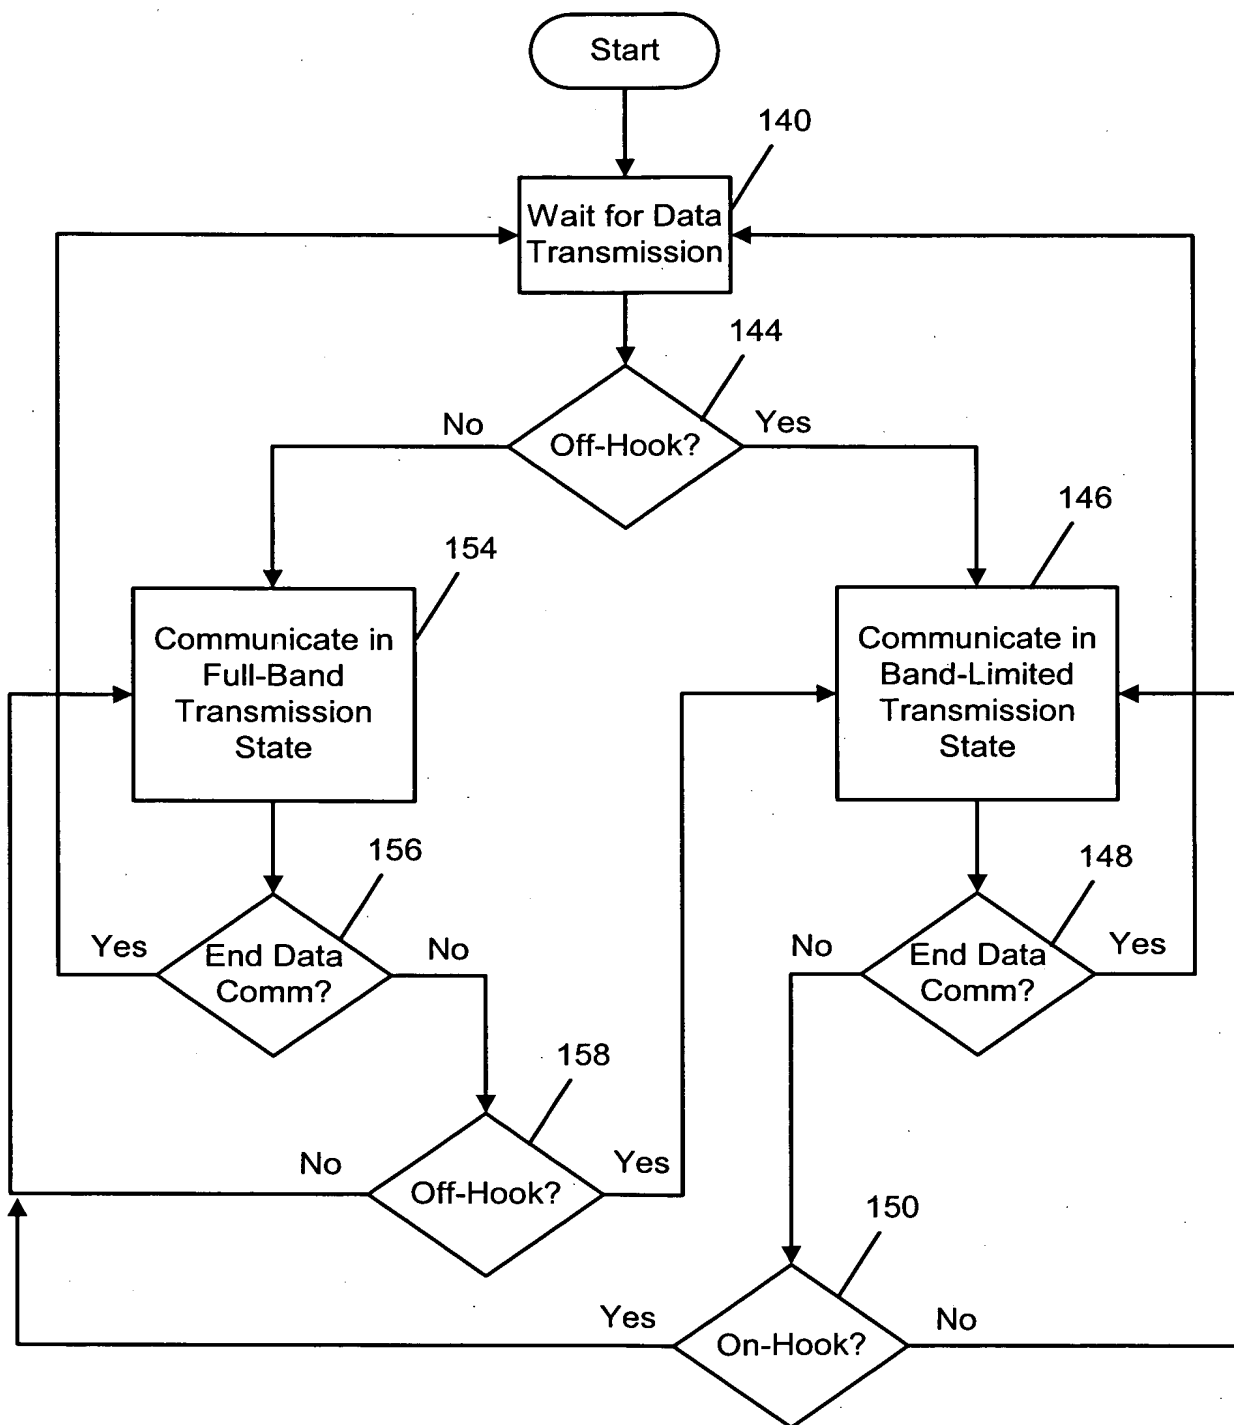 Start
140
Wait for Data
Transmission
144
No
Yes
Off-Hook?
146
154
Communicate in
Full-Band
Transmission
State
Communicate in
Band-Limited
Transmission
State
156
148
Yes
No
End Data
Comm?
No
Yes
End Data
Comm?
158
No
Yes
Off-Hook?
150
Yes
No
On-Hook?